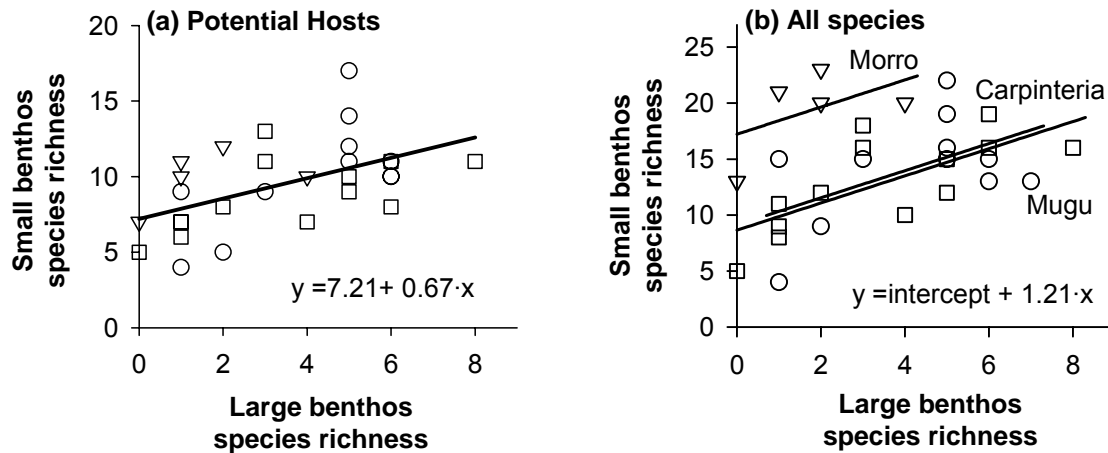 (a) Potential Hosts
Small benthos
species richness
20
15
10
5
0
y =7.21+ 0.67·x
0 2 4 6 8
Large benthos
species richness
(b) All species
Small benthos
species richness
25
20
15
10
5
0
Morro
Carpinteria
Mugu
y =intercept + 1.21·x
0 2 4 6 8
Large benthos
species richness